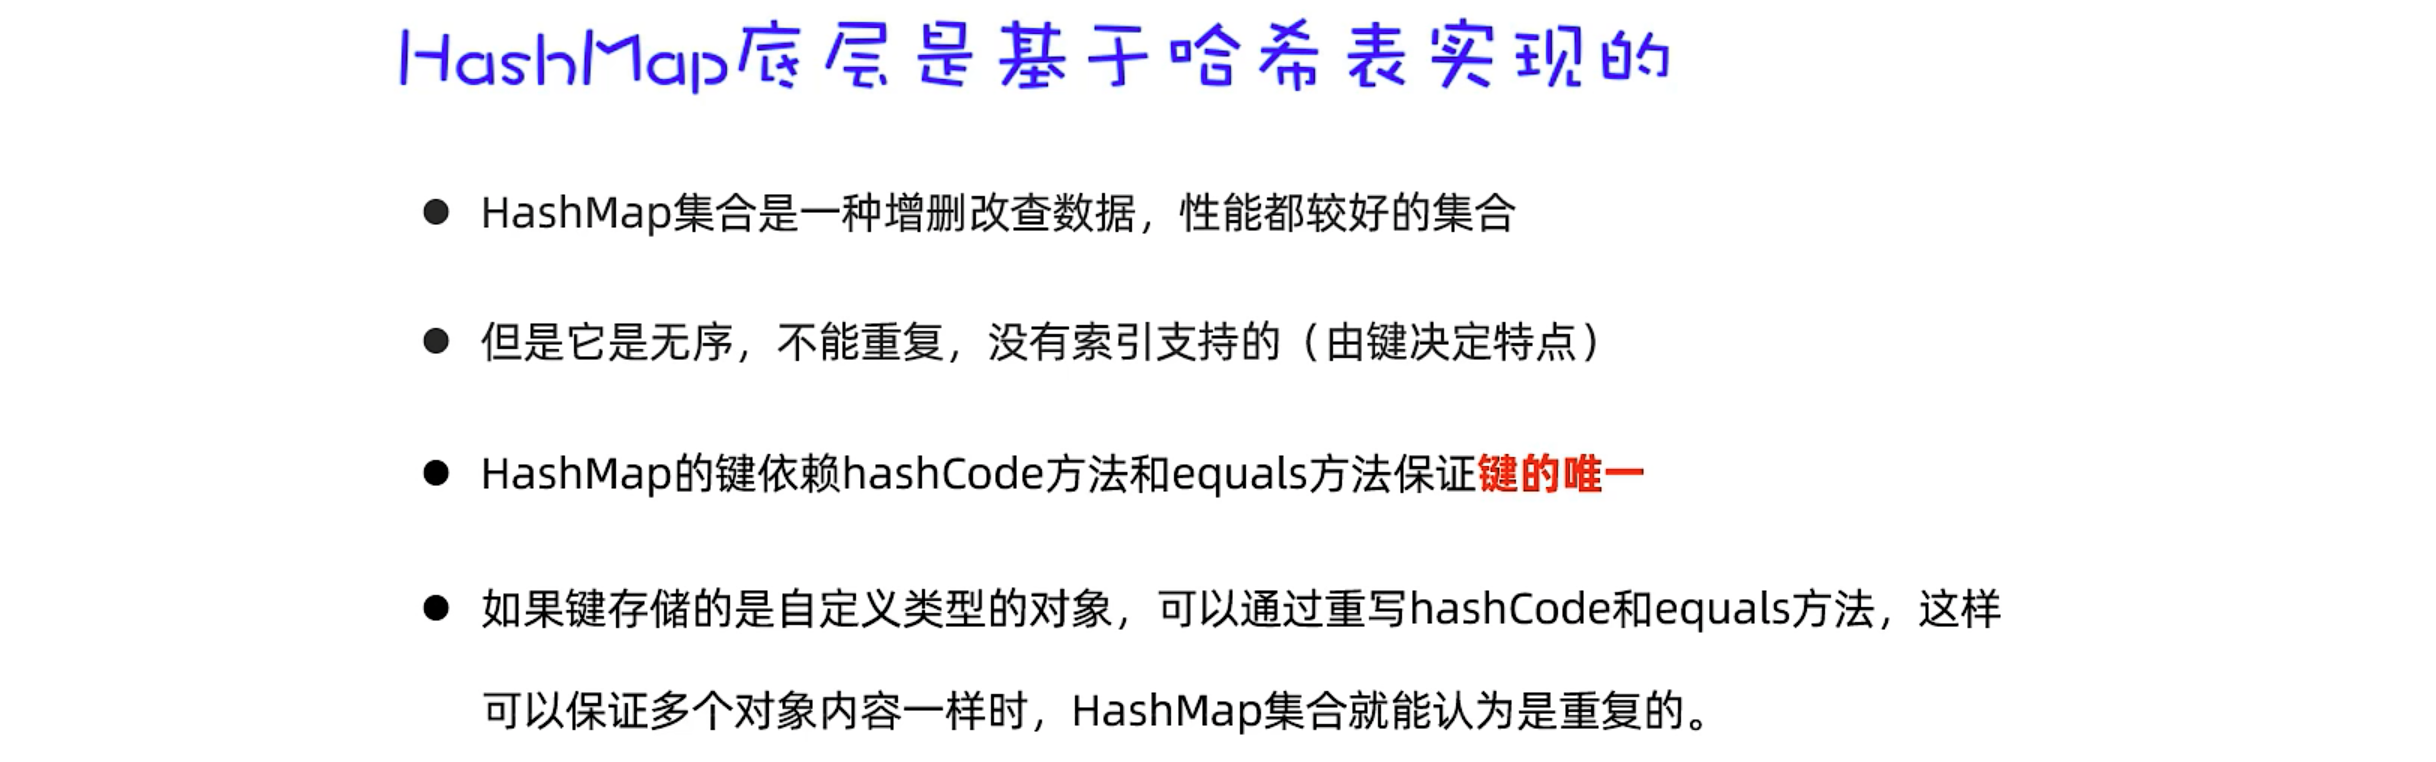 HashMap底层是基于哈希表实现的
● HashMap集合是一种增删改查数据，性能都较好的集合
● 但是它是无序，不能重复，没有索引支持的（由键决定特点）
● HashMap的键依赖hashCode方法和equals方法保证键的唯一
● 如果键存储的是自定义类型的对象，可以通过重写hashCode和equals方法，这样
可以保证多个对象内容一样时，HashMap集合就能认为是重复的。